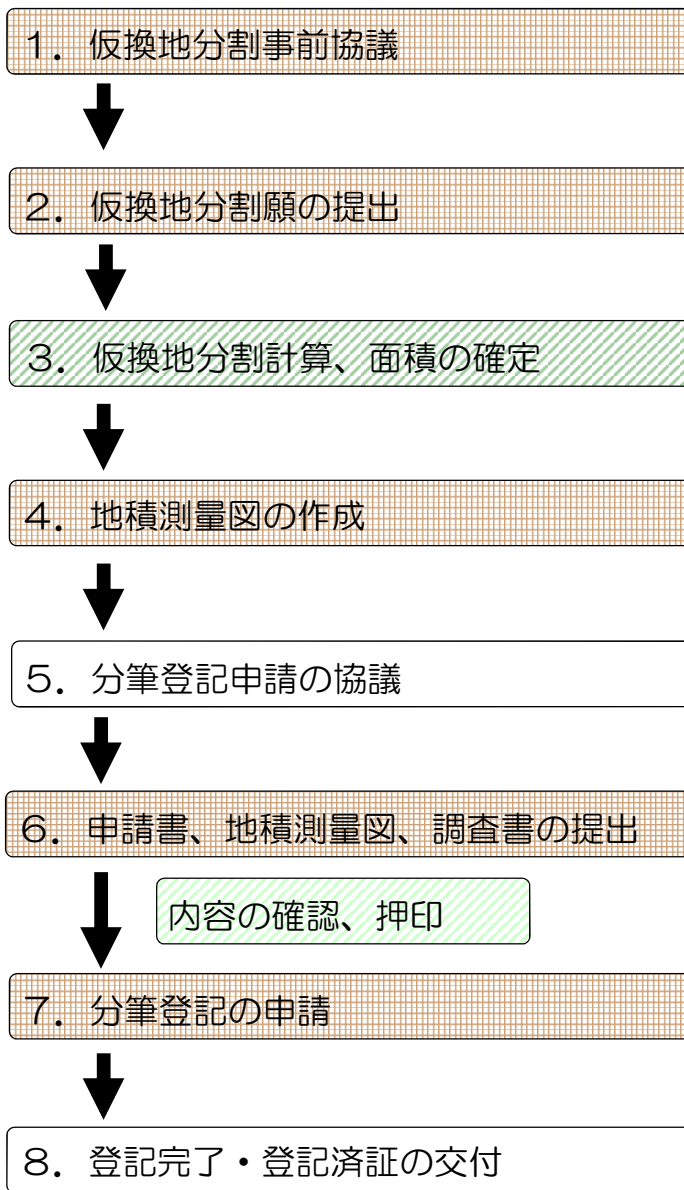 １．仮換地分割事前協議
２．仮換地分割願の提出
３．仮換地分割計算、面積の確定
４．地積測量図の作成
５．分筆登記申請の協議
６．申請書、地積測量図、調査書の提出
内容の確認、押印
７．分筆登記の申請
８．登記完了・登記済証の交付